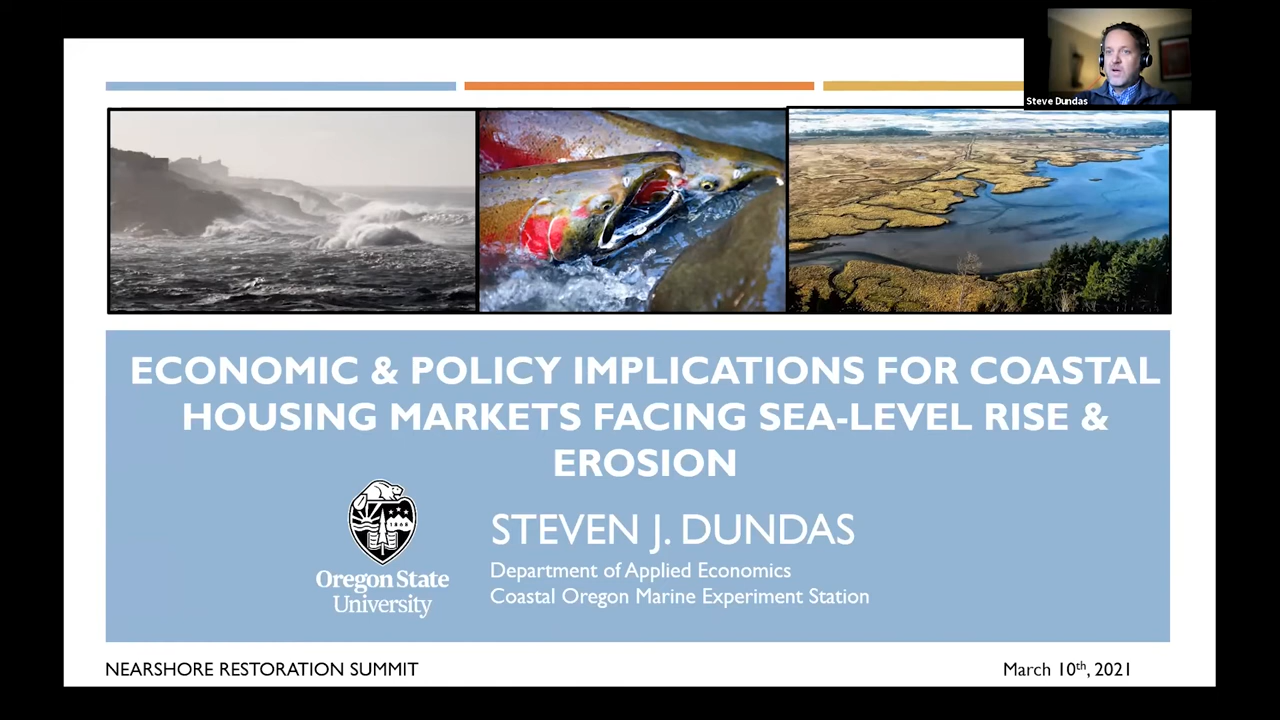 Steve Dundas
ECONOMIC & POLICY IMPLICATIONS FOR COASTAL
HOUSING MARKETS FACING SEA-LEVEL RISE &
EROSION
STEVEN J. DUNDAS
Department of Applied Economics
Coastal Oregon Marine Experiment Station
Oregon State
University
NEARSHORE RESTORATION SUMMIT
March 10th, 2021